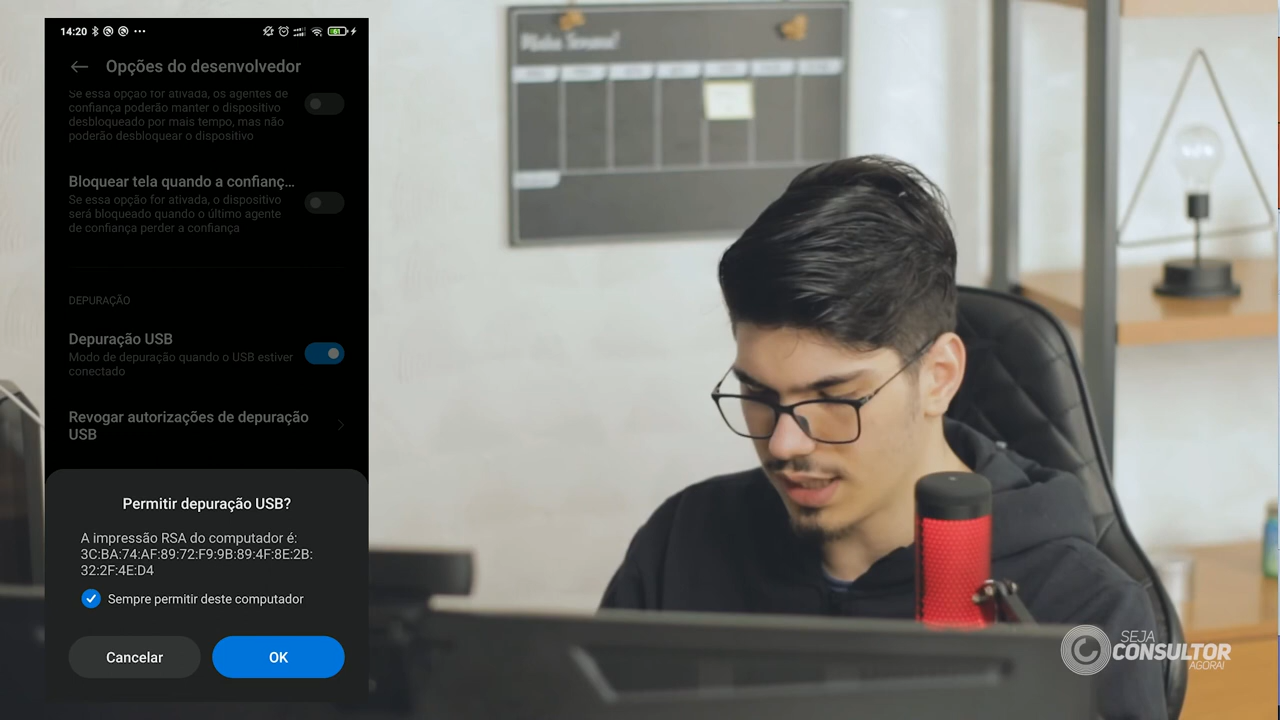 14:20
Opções do desenvolvedor
Se essa opção for ativada, os agentes de
confiança poderão manter o dispositivo
desbloqueado por mais tempo, mas não
poderão desbloquear o dispositivo
Bloquear tela quando a confianç...
Se essa opção for ativada, o dispositivo
será bloqueado quando o último agente
de confiança perder a confiança
DEPURAÇÃO
Depuração USB
Modo de depuração quando o USB estiver
conectado
Revogar autorizações de depuração
USB
Permitir depuração USB?
A impressão RSA do computador é:
3C:BA:74:AF:89:72:F9:9B:89:4F:8E:2B:
32:2F:4E:D4
Sempre permitir deste computador
Cancelar
OK
Minha Semana!
SEJA
CONSULTOR
AGORA!